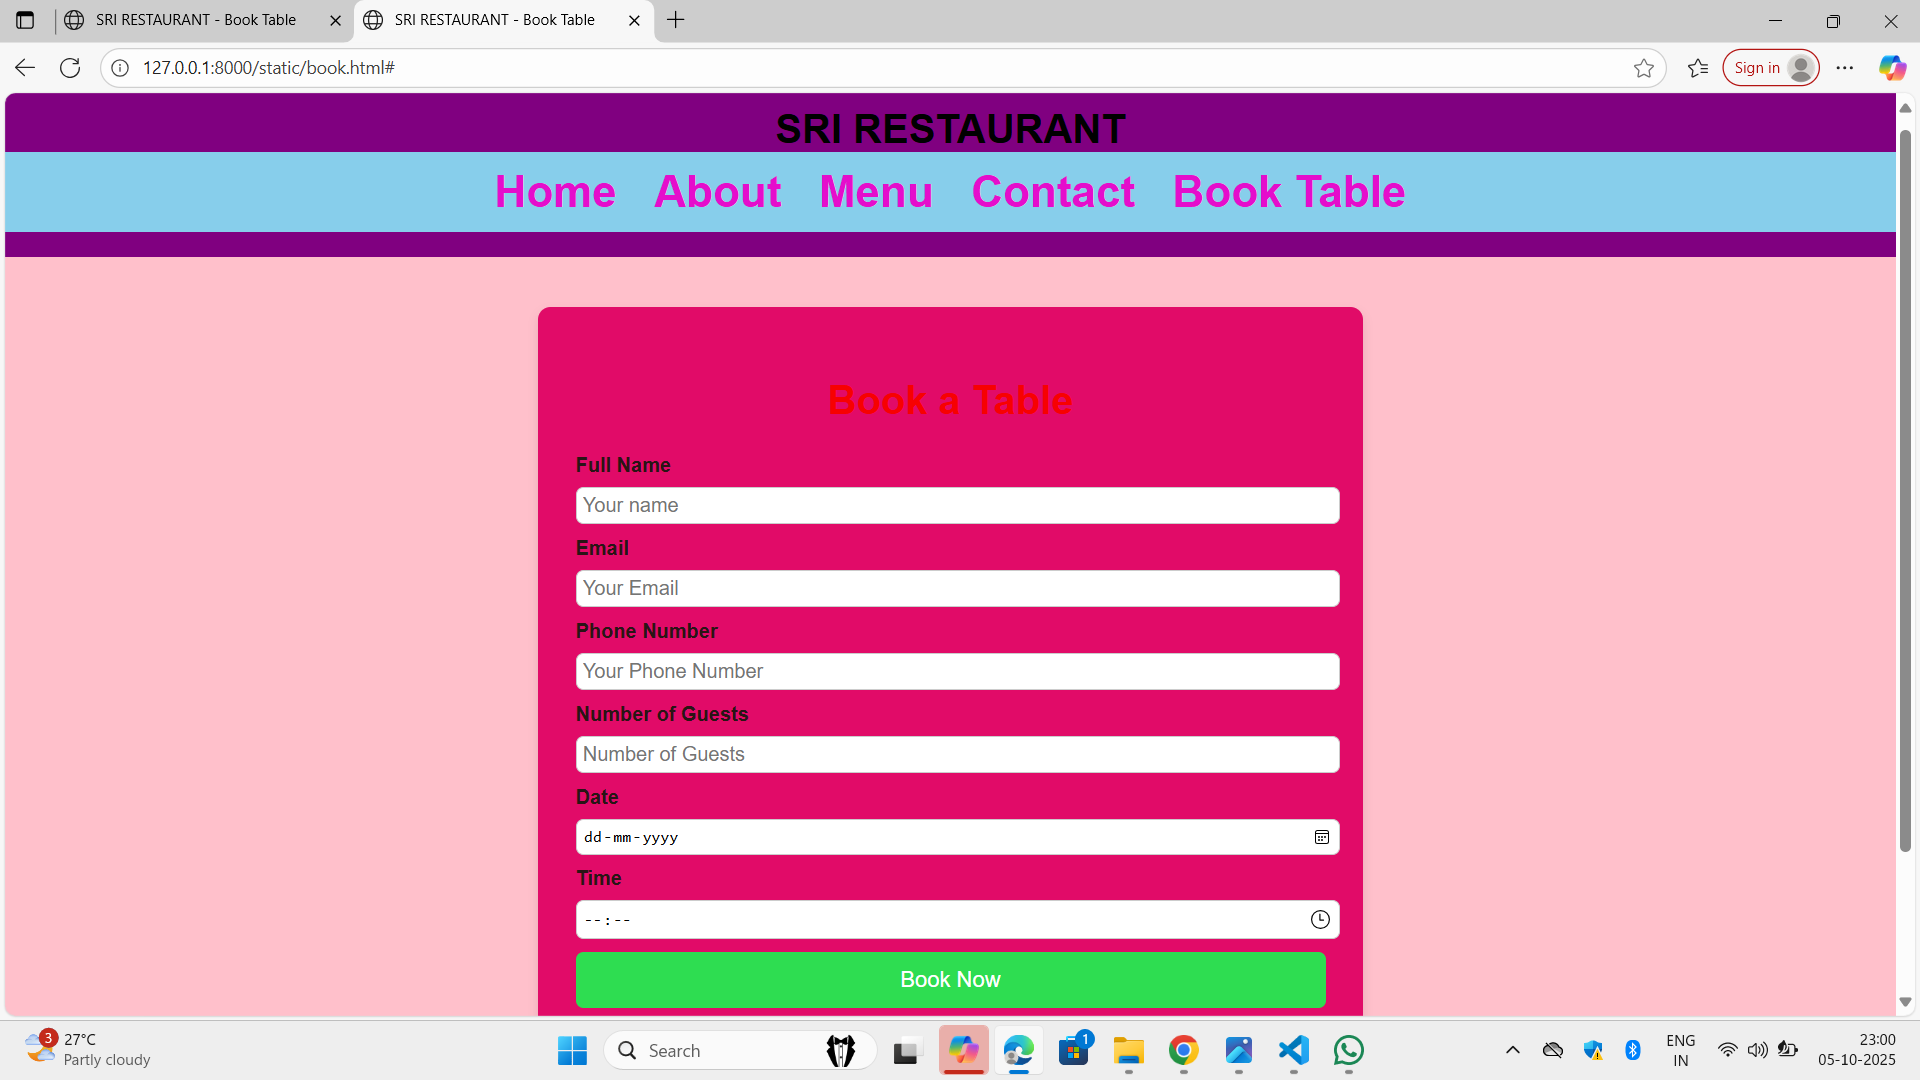 SRI RESTAURANT - Book Table
SRI RESTAURANT - Book Table
127.0.0.1:8000/static/book.html#
Sign in
SRI RESTAURANT
Home About Menu Contact Book Table
Book a Table
Full Name
Your name
Email
Your Email
Phone Number
Your Phone Number
Number of Guests
Number of Guests
Date
dd-mm-yyyy
Time
--:--
Book Now
3
27°C
Partly cloudy
Search
1
ENG
IN
23:00
05-10-2025